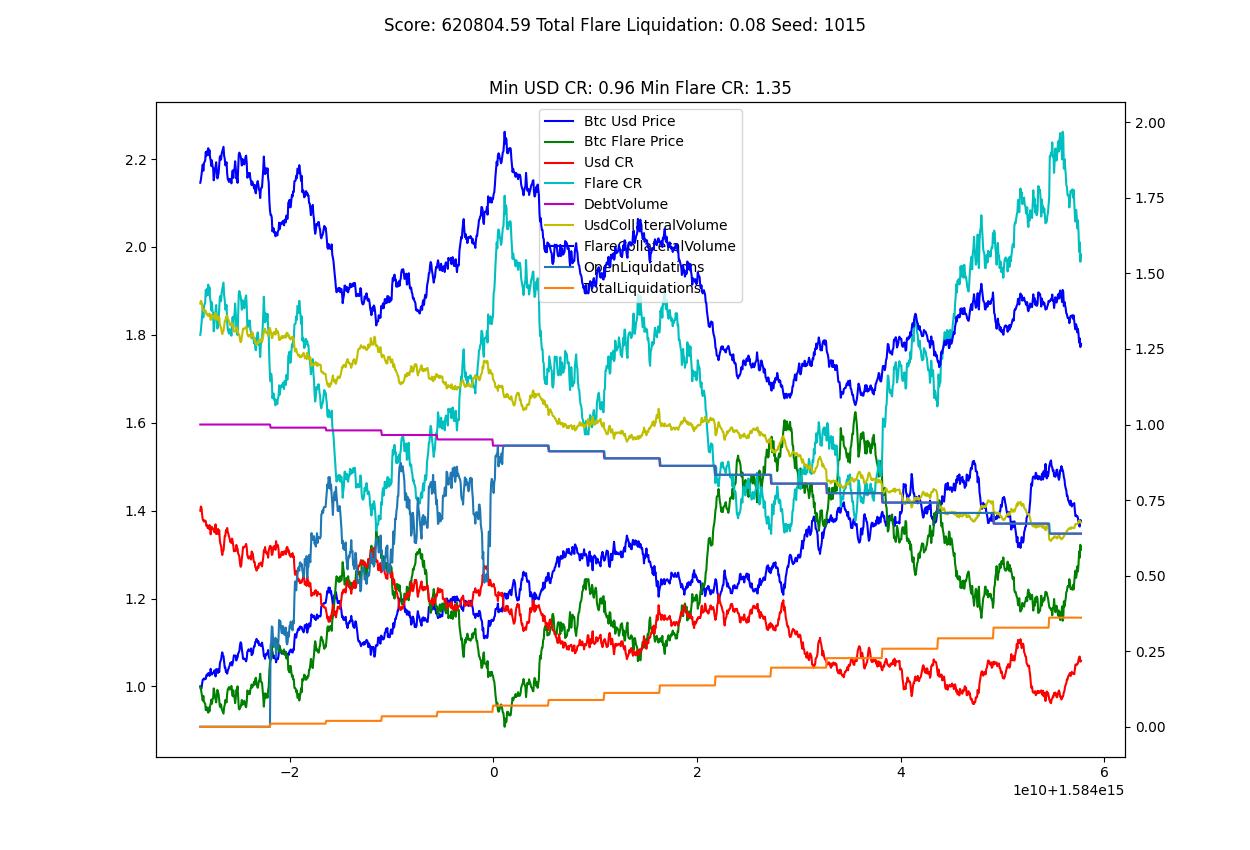 Score: 620804.59 Total Flare Liquidation: 0.08 Seed: 1015
Min USD CR: 0.96 Min Flare CR: 1.35
Btc Usd Price
Btc Flare Price
Usd CR
Flare CR
DebtVolume
UsdCollateralVolume
FlareCollateralVolume
OpenLiquidations
TotalLiquidations
2.2
2.0
1.8
1.6
1.4
1.2
1.0
2.00
1.75
1.50
1.25
1.00
0.75
0.50
0.25
0.00
−2
0
2
4
6
1e10+1.584e15